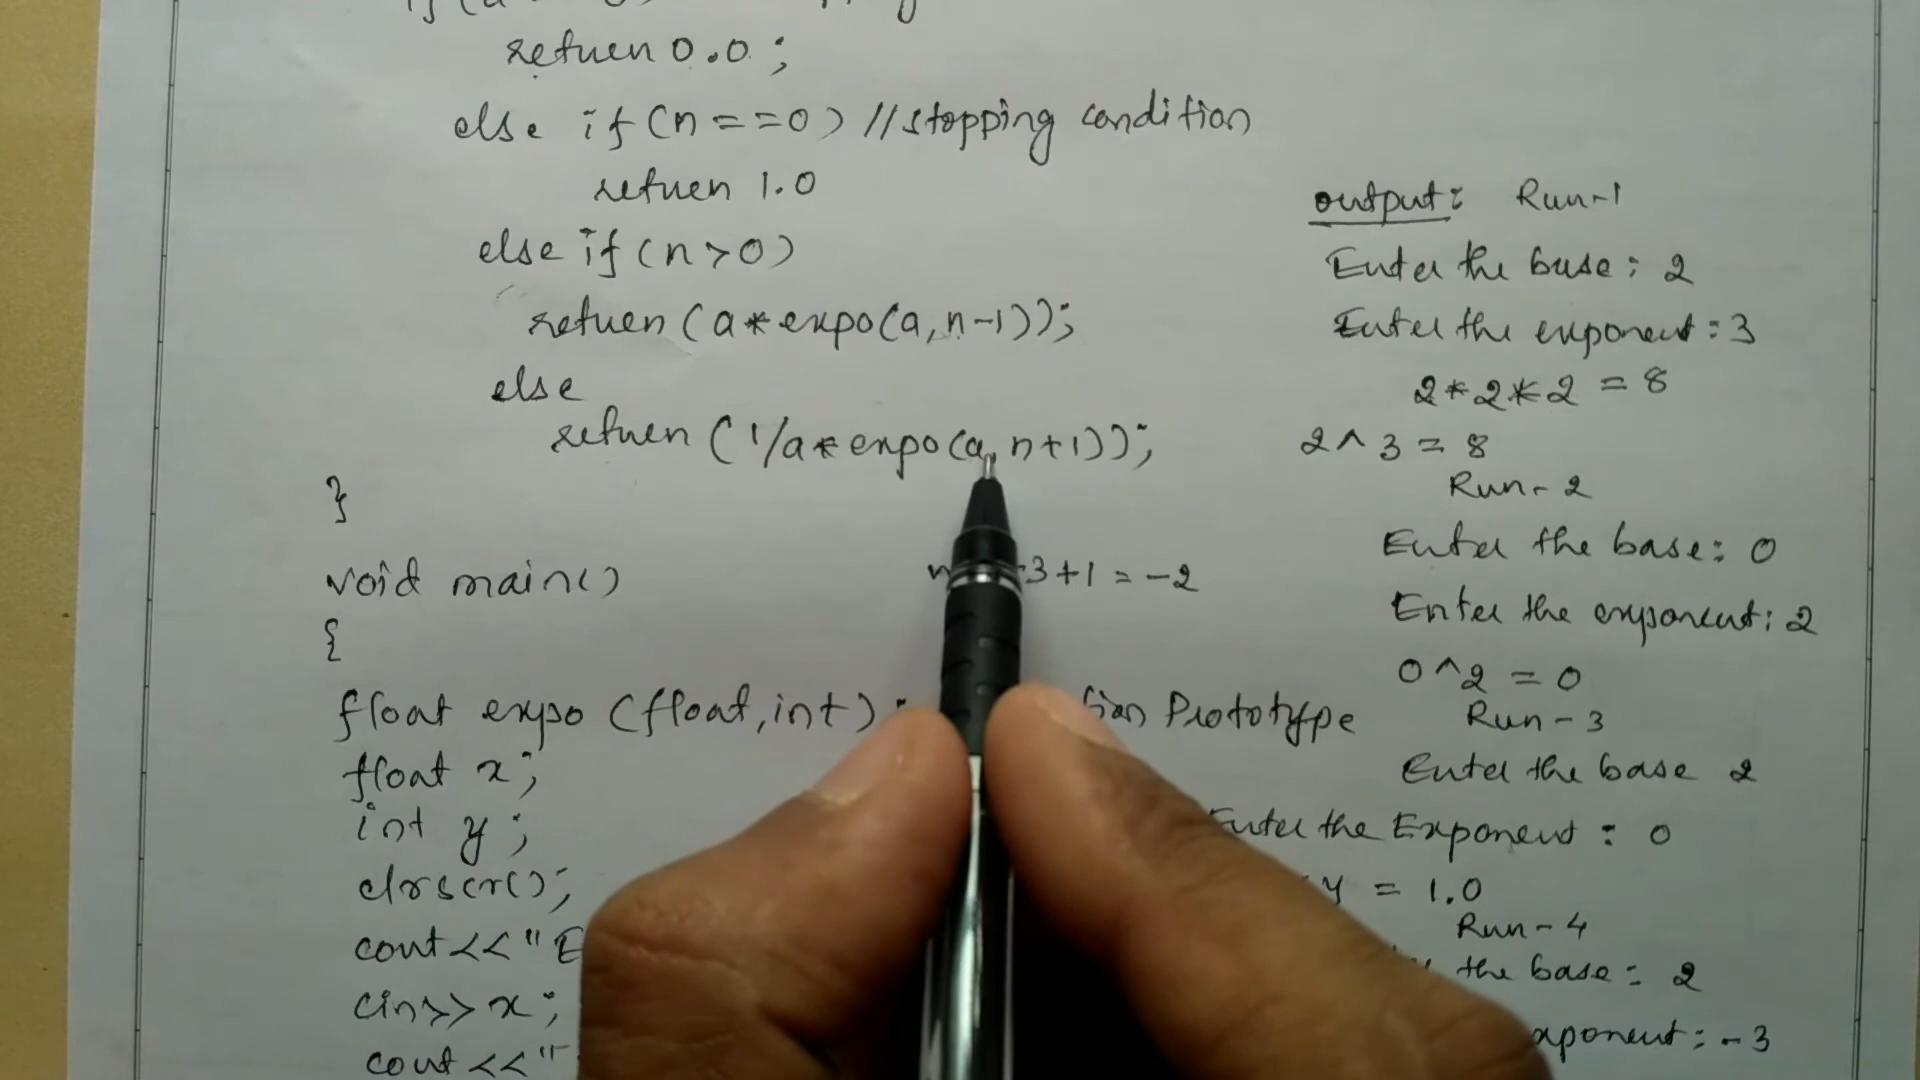 return 0.0 ;
else if (n ==0) //stopping condition
return 1.0
else if (n>0)
return (a*expo(a,n-1));
else
return (1/a*expo(a,n+1));
}
void main()
-3+1 = -2
{
float expo (float,int) Prototype
float x;
int y;
clrscr();
cout<<"E
cin>>x;
cout<<"
output: Run-1
Enter the base: 2
Enter the exponent: 3
2*2*2 = 8
2^3=8
Run-2
Enter the base: 0
Enter the exponent: 2
0^2 = 0
Run-3
Enter the base 2
Enter the Exponent : 0
y = 1.0
Run-4
the base: 2
xponent: -3